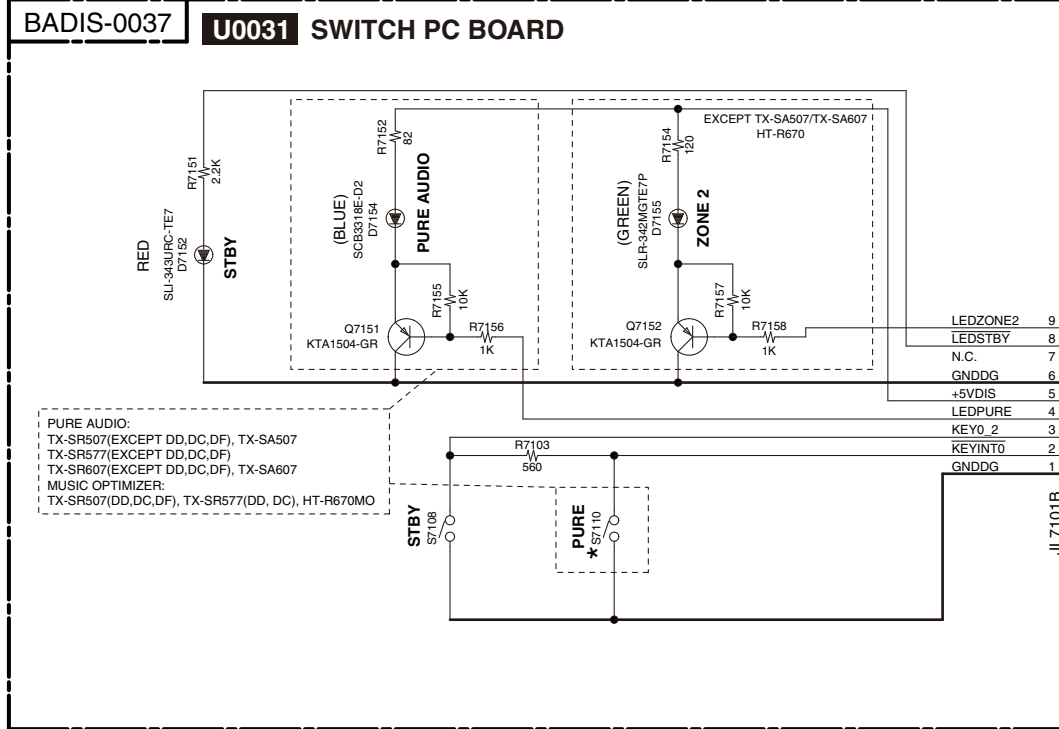 BADIS-0037
U0031 SWITCH PC BOARD
R7151
2.2K
RED
SLI-343URC-TE7
D7152
STBY
R7152
82
(BLUE)
SCB3318E-D2
D7154
PURE AUDIO
R7155
10K
Q7151
KTA1504-GR
R7156
1K
EXCEPT TX-SA507/TX-SA607
HT-R670
R7154
120
(GREEN)
SLR-342MGTE7P
D7155
ZONE 2
R7157
10K
Q7152
KTA1504-GR
R7158
1K
LEDZONE2 9
LEDSTBY 8
N.C. 7
GNDDG 6
+5VDIS 5
LEDPURE 4
KEY0_2 3
KEYINT0 2
GNDDG 1
PURE AUDIO:
TX-SR507(EXCEPT DD,DC,DF), TX-SA507
TX-SR577(EXCEPT DD,DC,DF)
TX-SR607(EXCEPT DD,DC,DF), TX-SA607
MUSIC OPTIMIZER:
TX-SR507(DD,DC,DF), TX-SR577(DD, DC), HT-R670MO
R7103
560
STBY
S7108
PURE
* S7110